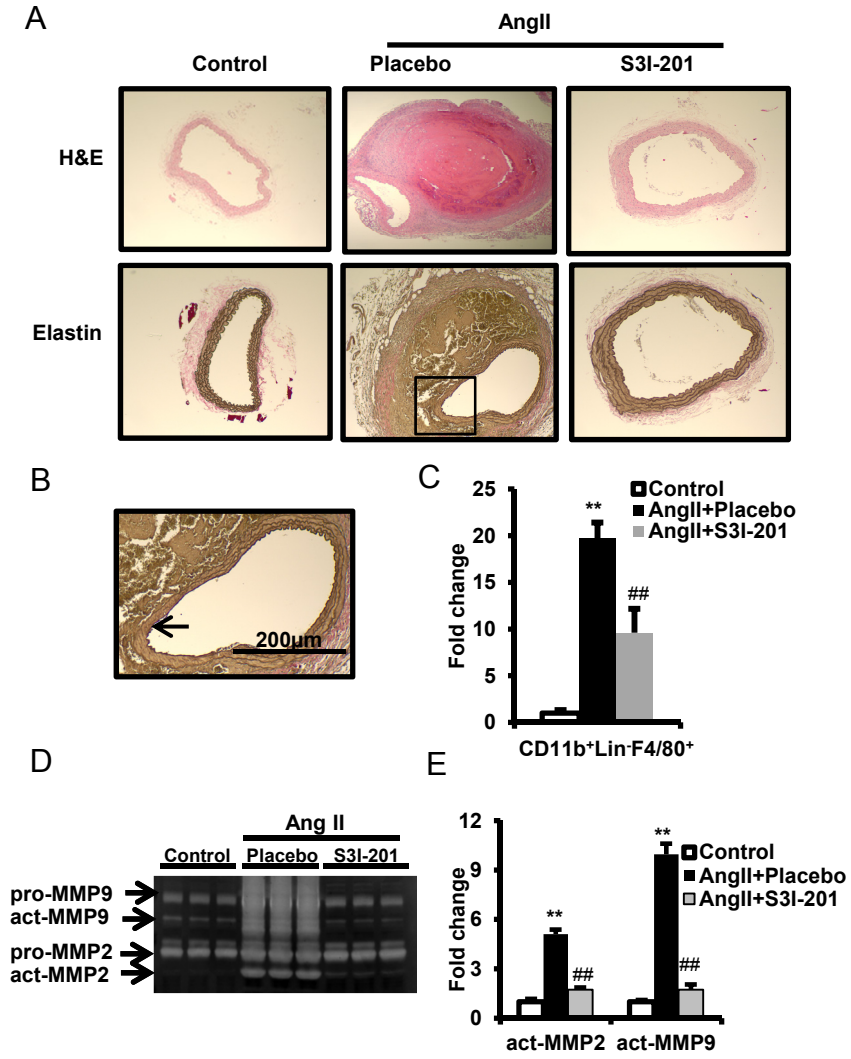 A
AngII
Control
Placebo
S3I-201
H&E
Elastin
B
200µm
C
Fold change
25
20
15
10
5
0
**
##
Control
AngII+Placebo
AngII+S3I-201
CD11b⁺Lin⁻F4/80⁺
D
Ang II
Control
Placebo
S3I-201
pro-MMP9
act-MMP9
pro-MMP2
act-MMP2
E
Fold change
12
9
6
3
0
**
##
**
##
Control
AngII+Placebo
AngII+S3I-201
act-MMP2
act-MMP9